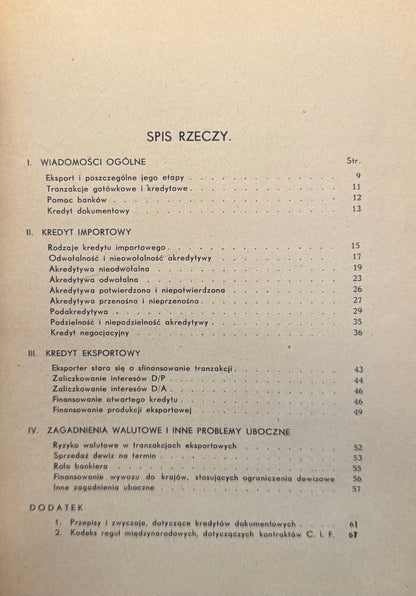 SPIS RZECZY.
I. WIADOMOŚCI OGÓLNE Str.
Eksport i poszczególne jego etapy . . . . . . . . . . 9
Tranzakcje gotówkowe i kredytowe . . . . . . . . . . 11
Pomoc banków . . . . . . . . . . 12
Kredyt dokumentowy . . . . . . . . . . 13
II. KREDYT IMPORTOWY
Rodzaje kredytu importowego . . . . . . . . . . 15
Odwołalność i nieowołalność akredytywy . . . . . . . . 17
Akredytywa nieodwołalna . . . . . . . . . . 19
Akredytywa odwołalna . . . . . . . . . . 23
Akredytywa potwierdzona i niepotwierdzona . . . . . . . 26
Akredytywa przenośna i nieprzenośna . . . . . . . . . 27
Podakredytywa . . . . . . . . . . 29
Podzielność i niepodzielność akredytywy . . . . . . . . 35
Kredyt negocjacyjny . . . . . . . . . . 36
III. KREDYT EKSPORTOWY
Eksporter stara się o sfinansowanie tranzakcji . . . . . . 43
Zaliczkowanie interesów D/P . . . . . . . . . . 44
Zaliczkowanie interesów D/A . . . . . . . . . . 46
Finansowanie otwartego kredytu . . . . . . . . . . 46
Finansowanie produkcji eksportowej . . . . . . . . . . 49
IV. ZAGADNIENIA WALUTOWE I INNE PROBLEMY UBOCZNE
Ryzyko walutowe w tranzakcjach eksportowych . . . . . . 52
Sprzedaż dewiz na termin . . . . . . . . . . 53
Rola bankiera . . . . . . . . . . 55
Finansowanie wywozu do krajów, stosujących ograniczenia dewizowe 56
Inne zagadnienia uboczne . . . . . . . . . . 57
DODATEK
1. Przepisy i zwyczaje, dotyczące kredytów dokumentowych . . . . 61
2. Kodeks reguł międzynarodowych, dotyczących kontraktów C. I. F. 67